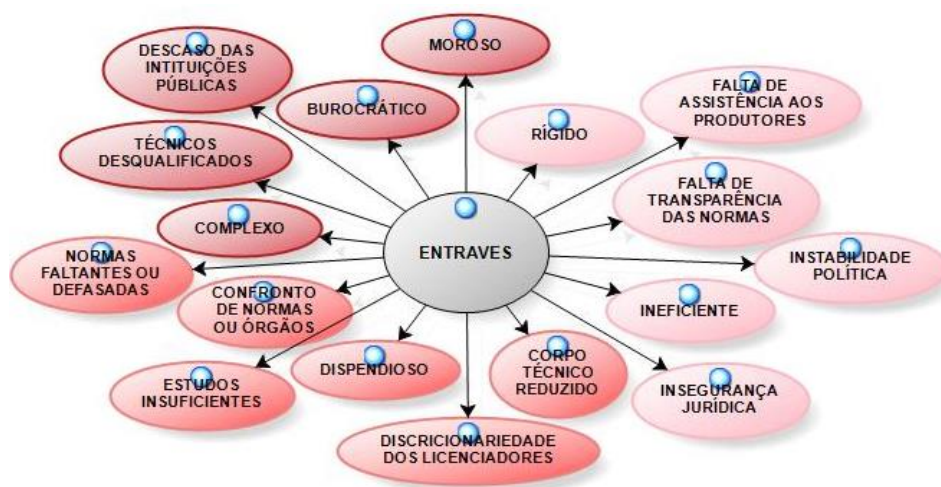 DESCASO DAS
INTITUIÇÕES
PÚBLICAS
MOROSO
BUROCRÁTICO
RÍGIDO
FALTA DE
ASSISTÊNCIA AOS
PRODUTORES
TÉCNICOS
DESQUALIFICADOS
FALTA DE
TRANSPARÊNCIA
DAS NORMAS
COMPLEXO
ENTRAVES
NORMAS
FALTANTES OU
DEFASADAS
INSTABILIDADE
POLÍTICA
CONFRONTO
DE NORMAS
OU ÓRGÃOS
INEFICIENTE
ESTUDOS
INSUFICIENTES
DISPENDIOSO
CORPO
TÉCNICO
REDUZIDO
INSEGURANÇA
JURÍDICA
DISCRICIONARIEDADE
DOS LICENCIADORES